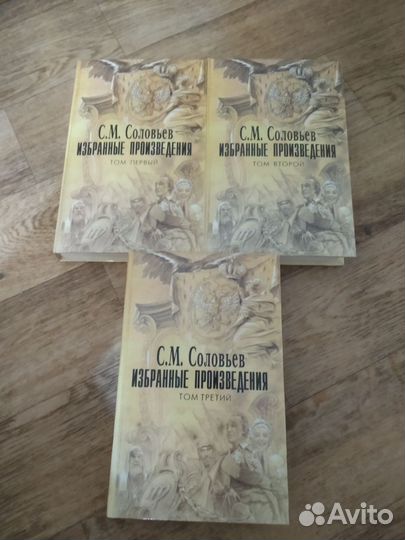 С.М. Соловьев
ИЗБРАННЫЕ ПРОИЗВЕДЕНИЯ
ТОМ ПЕРВЫЙ
С.М. Соловьев
ИЗБРАННЫЕ ПРОИЗВЕДЕНИЯ
ТОМ ВТОРОЙ
С.М. Соловьев
ИЗБРАННЫЕ ПРОИЗВЕДЕНИЯ
ТОМ ТРЕТИЙ
Avito